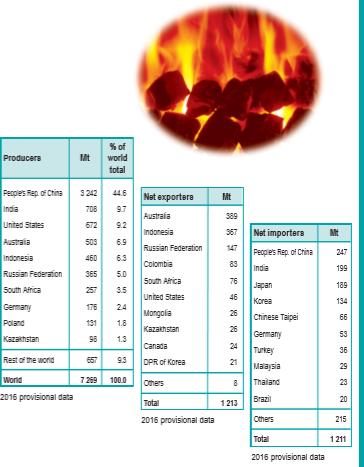 Producers Mt % of world total
People's Rep. of China 3 242 44.6
India 708 9.7
United States 672 9.2
Australia 503 6.9
Indonesia 460 6.3
Russian Federation 365 5.0
South Africa 257 3.5
Germany 176 2.4
Poland 131 1.8
Kazakhstan 98 1.3
Rest of the world 657 9.3
World 7 269 100.0
2016 provisional data
Net exporters Mt
Australia 389
Indonesia 367
Russian Federation 147
Colombia 83
South Africa 76
United States 46
Mongolia 26
Kazakhstan 26
Canada 24
DPR of Korea 21
Others 8
Total 1 213
2016 provisional data
Net importers Mt
People's Rep. of China 247
India 199
Japan 189
Korea 134
Chinese Taipei 66
Germany 53
Turkey 36
Malaysia 29
Thailand 23
Brazil 20
Others 215
Total 1 211
2016 provisional data